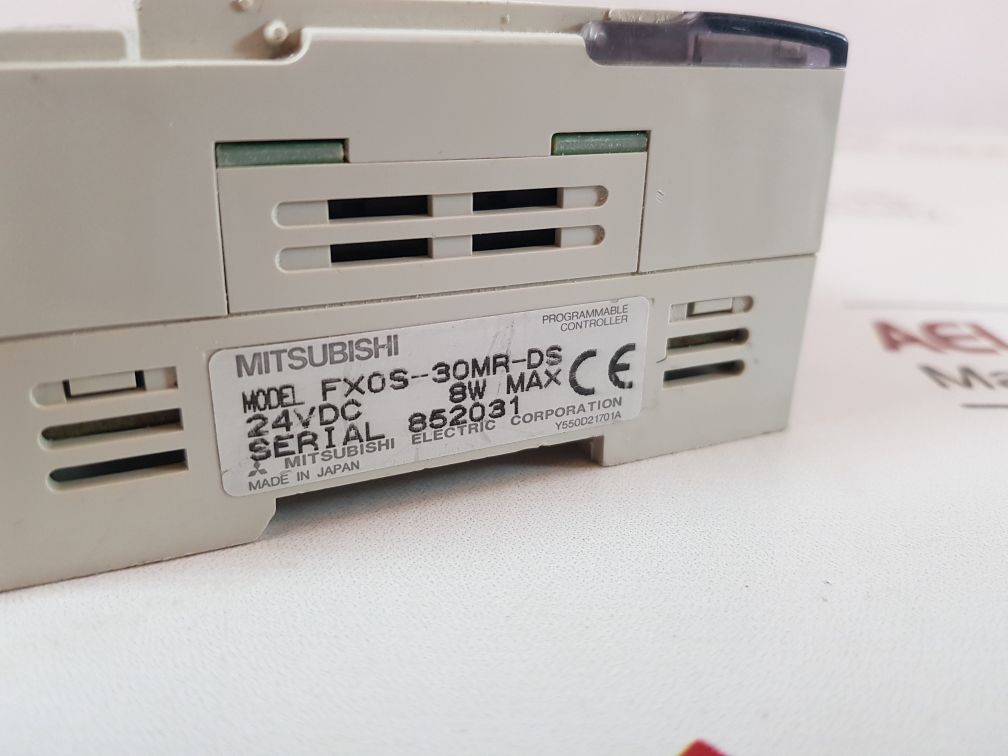 MITSUBISHI
PROGRAMMABLE
CONTROLLER
MODEL FX0S-30MR-DS
24VDC 8W MAX
CE
SERIAL 852031
MITSUBISHI ELECTRIC CORPORATION
MADE IN JAPAN
Y550D21701A